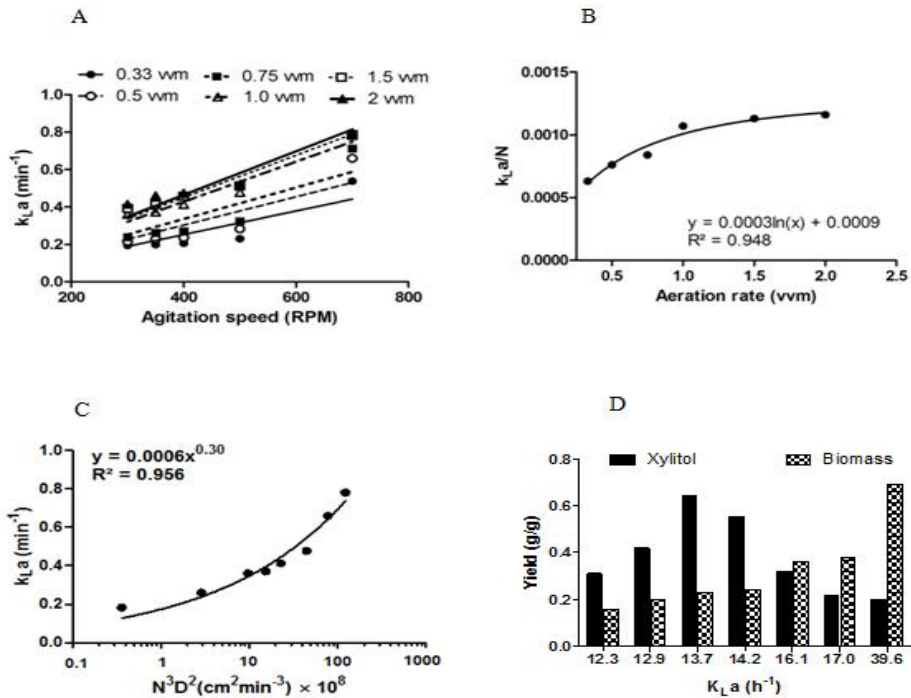 A
0.33 vvm 0.75 vvm 1.5 vvm
0.5 vvm 1.0 vvm 2 vvm
1.0
0.8
0.6
0.4
0.2
0.0
kLa (min-1)
200 400 600 800
Agitation speed (RPM)
B
0.0015
0.0010
0.0005
0.0000
kLa/N
y = 0.0003ln(x) + 0.0009
R² = 0.948
0.5 1.0 1.5 2.0 2.5
Aeration rate (vvm)
C
y = 0.0006x^0.30
R² = 0.956
1.0
0.8
0.6
0.4
0.2
0.0
kLa (min-1)
0.1 1 10 100 1000
N³D²(cm²min-³) × 10⁸
D
Xylitol Biomass
0.8
0.6
0.4
0.2
0.0
Yield (g/g)
12.3 12.9 13.7 14.2 16.1 17.0 39.6
KLa (h-1)